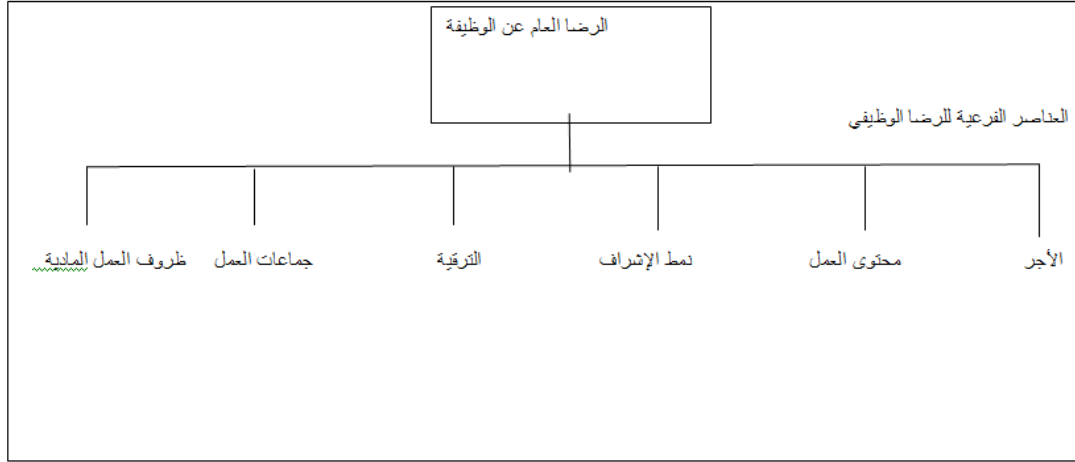 الرضا العام عن الوظيفة
العناصر الفرعية للرضا الوظيفي
الأجر
محتوى العمل
نمط الإشراف
الترقية
جماعات العمل
ظروف العمل المادية